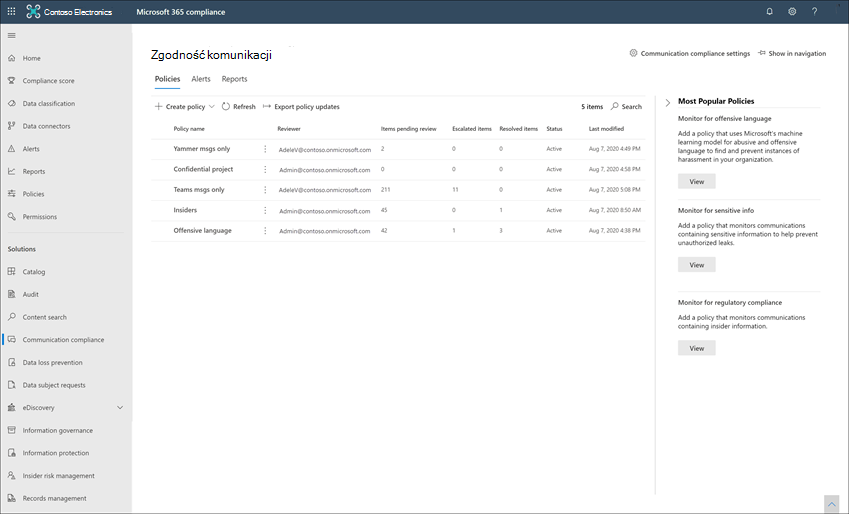 Contoso Electronics Microsoft 365 compliance ?
Home
Compliance score
Data classification
Data connectors
Alerts
Reports
Policies
Permissions
Solutions
Catalog
Audit
Content search
Communication compliance
Data loss prevention
Data subject requests
eDiscovery
Information governance
Information protection
Insider risk management
Records management
Zgodność komunikacji
Communication compliance settings Show in navigation
Policies Alerts Reports
Create policy Refresh Export policy updates 5 items Search
Policy name Reviewer Items pending review Escalated items Resolved items Status Last modified
Yammer msgs only AdeleV@contoso.onmicrosoft.com 2 0 0 Active Aug 7, 2020 4:49 PM
Confidential project Admin@contoso.onmicrosoft.com 0 0 0 Active Aug 7, 2020 4:58 PM
Teams msgs only AdeleV@contoso.onmicrosoft.com 211 11 0 Active Aug 7, 2020 5:08 PM
Insiders Admin@contoso.onmicrosoft.com 45 0 1 Active Aug 7, 2020 8:50 AM
Offensive language Admin@contoso.onmicrosoft.com 42 1 3 Active Aug 7, 2020 4:38 PM
Most Popular Policies
Monitor for offensive language
Add a policy that uses Microsoft's machine
learning model for abusive and offensive
language to find and prevent instances of
harassment in your organization.
View
Monitor for sensitive info
Add a policy that monitors communications
containing sensitive information to help prevent
unauthorized leaks.
View
Monitor for regulatory compliance
Add a policy that monitors communications
containing insider information.
View